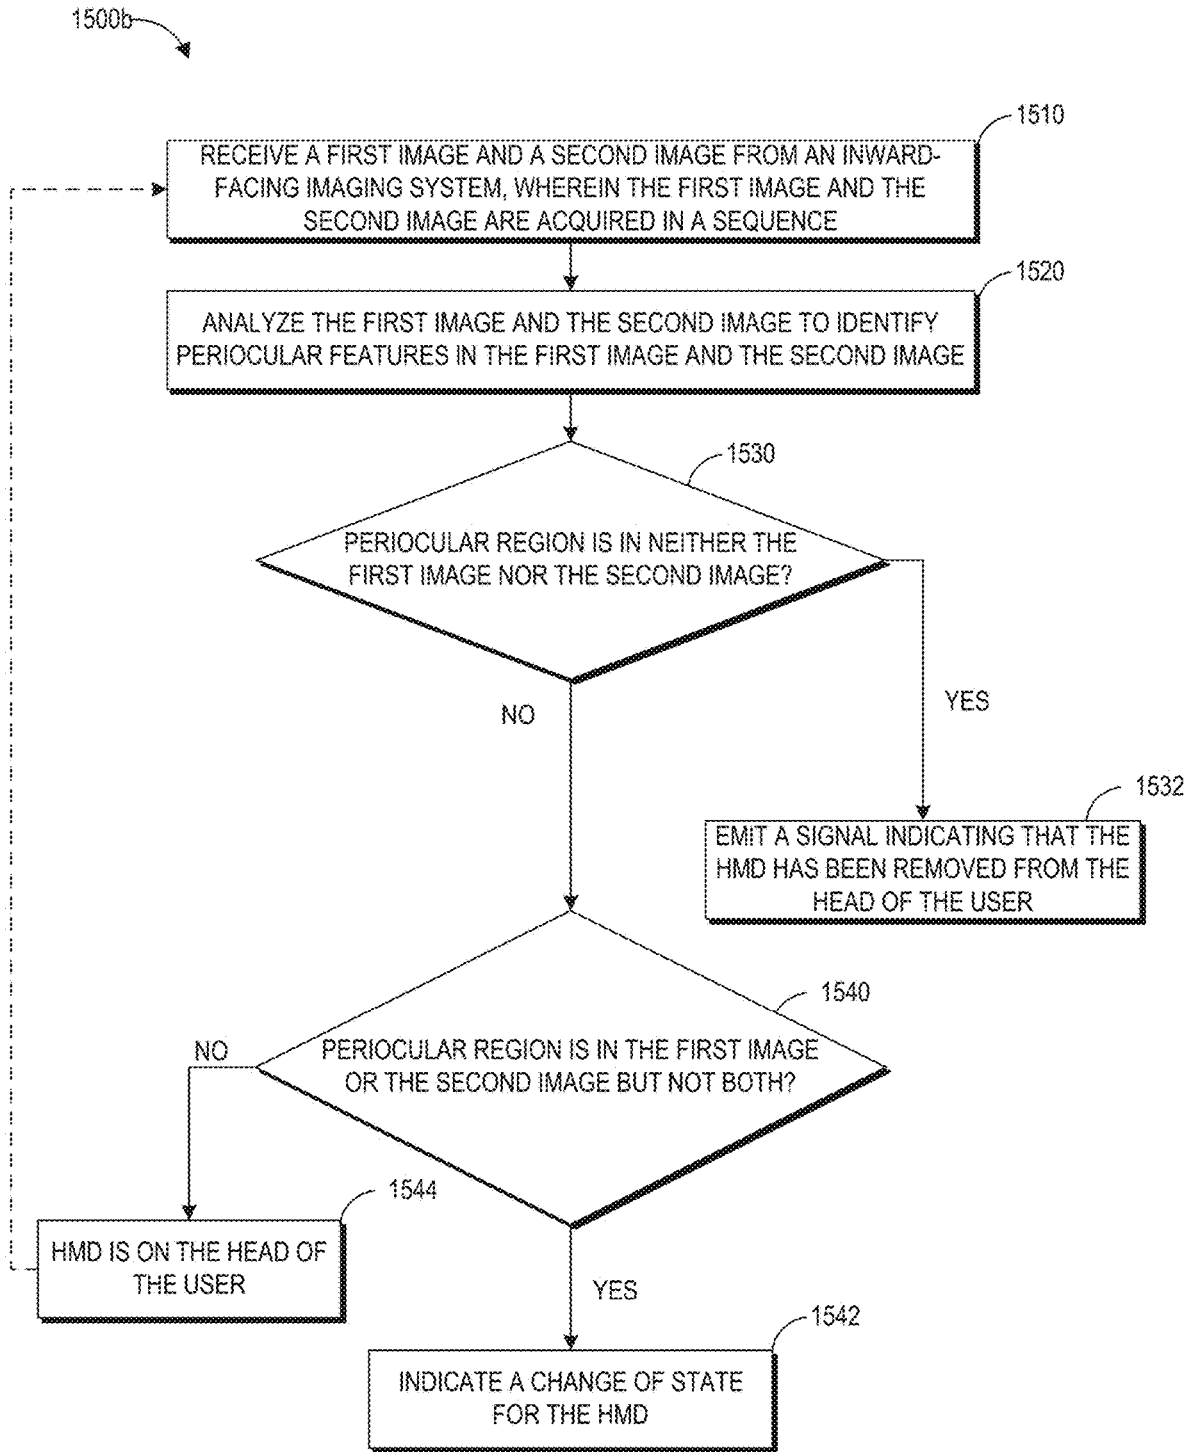 1500b
1510
RECEIVE A FIRST IMAGE AND A SECOND IMAGE FROM AN INWARD-
FACING IMAGING SYSTEM, WHEREIN THE FIRST IMAGE AND THE
SECOND IMAGE ARE ACQUIRED IN A SEQUENCE
1520
ANALYZE THE FIRST IMAGE AND THE SECOND IMAGE TO IDENTIFY
PERIOCULAR FEATURES IN THE FIRST IMAGE AND THE SECOND IMAGE
1530
PERIOCULAR REGION IS IN NEITHER THE
FIRST IMAGE NOR THE SECOND IMAGE?
YES
NO
1532
EMIT A SIGNAL INDICATING THAT THE
HMD HAS BEEN REMOVED FROM THE
HEAD OF THE USER
1540
PERIOCULAR REGION IS IN THE FIRST IMAGE
OR THE SECOND IMAGE BUT NOT BOTH?
NO
1544
HMD IS ON THE HEAD OF
THE USER
YES
1542
INDICATE A CHANGE OF STATE
FOR THE HMD